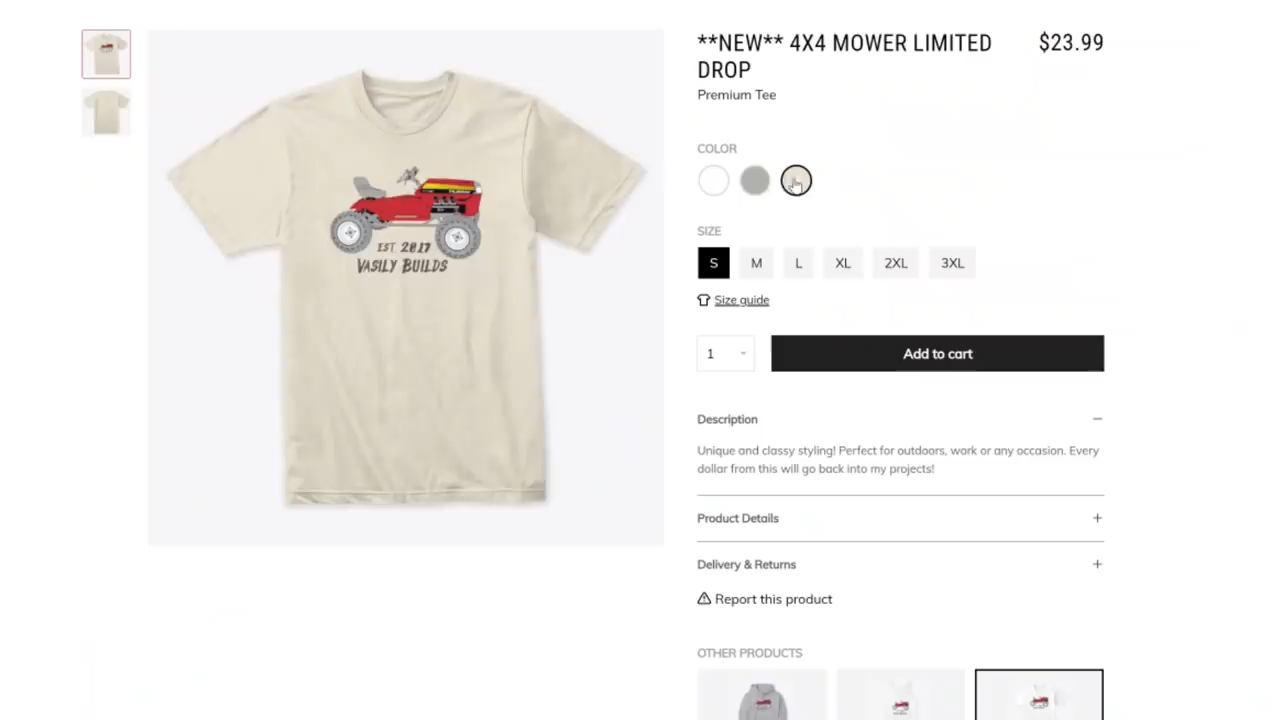 **NEW** 4X4 MOWER LIMITED
DROP
$23.99
Premium Tee
COLOR
SIZE
S M L XL 2XL 3XL
Size guide
1
Add to cart
EST 2017
VASILY BUILDS
Description
Unique and classy styling! Perfect for outdoors, work or any occasion. Every
dollar from this will go back into my projects!
Product Details
Delivery & Returns
Report this product
OTHER PRODUCTS